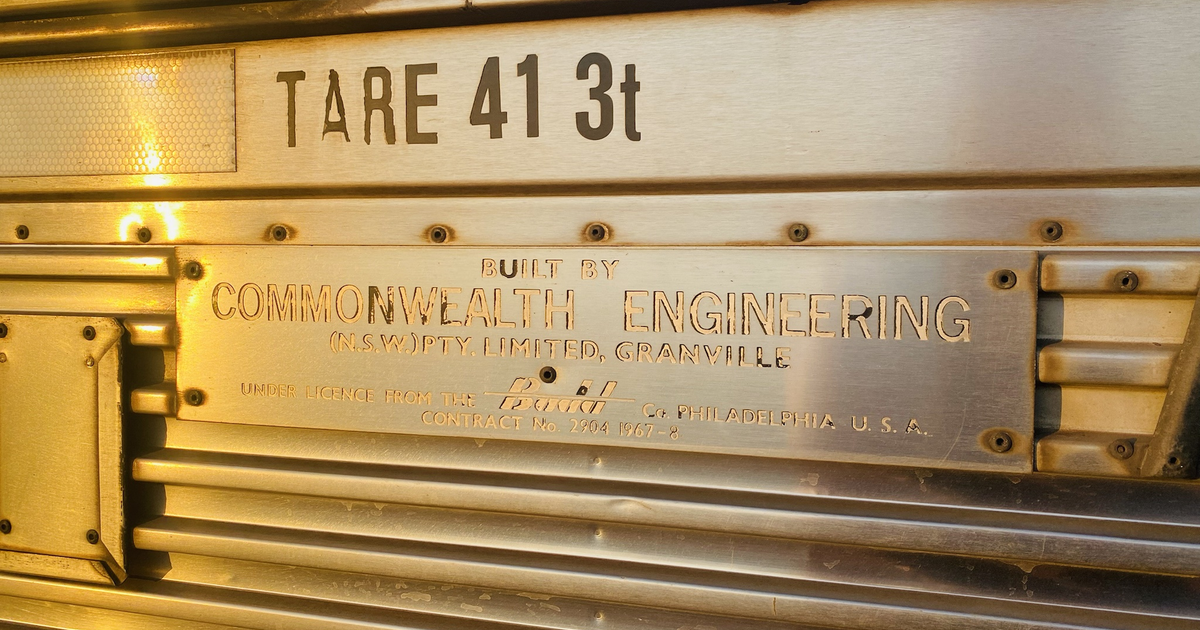 TARE 41 3t
BUILT BY
COMMONWEALTH ENGINEERING
(N.S.W.) PTY. LIMITED, GRANVILLE
UNDER LICENCE FROM THE Budd Co. PHILADELPHIA U. S. A.
CONTRACT No. 2904 1967-8